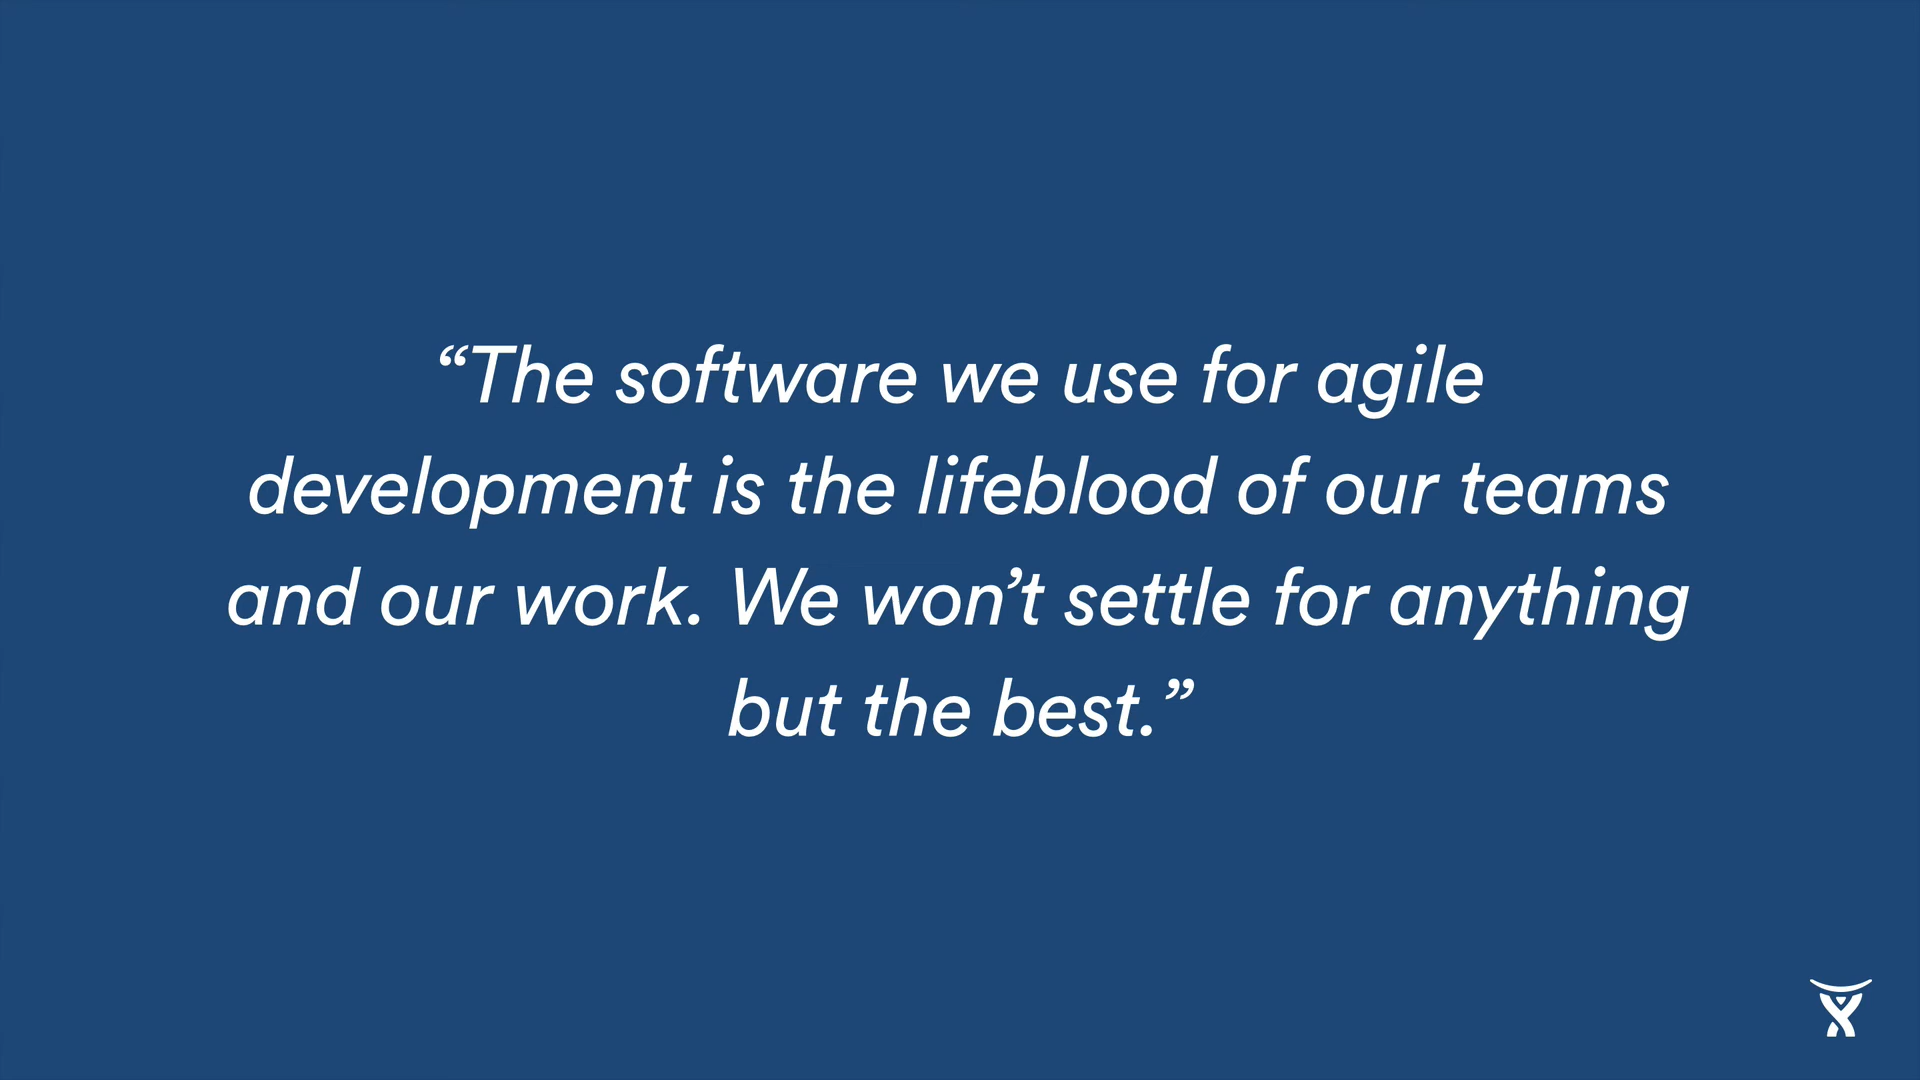 “The software we use for agile
development is the lifeblood of our teams
and our work. We won’t settle for anything
but the best.”